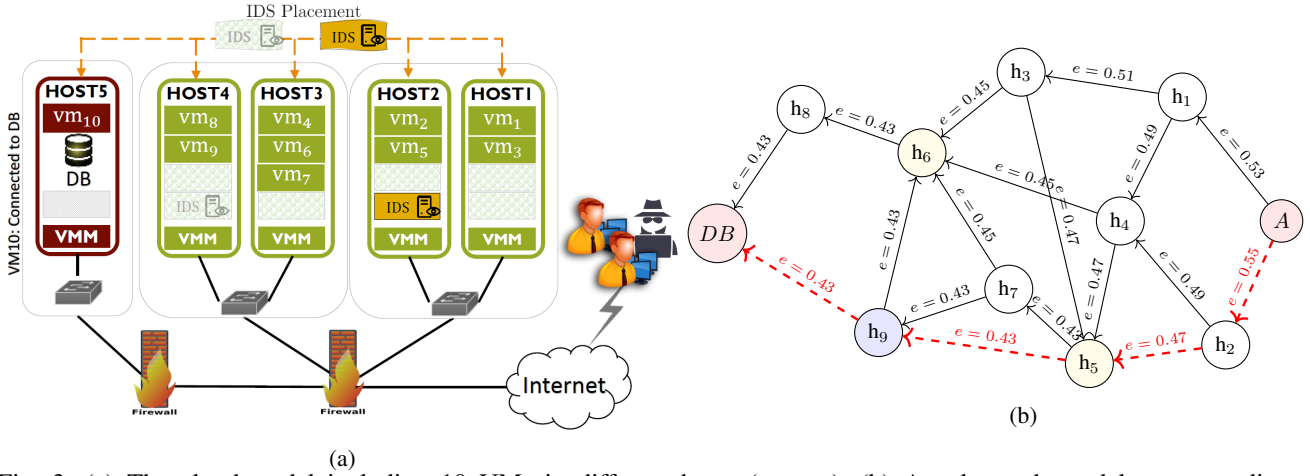 IDS Placement
IDS
IDS
VM10: Connected to DB
HOST5
vm10
DB
VMM
HOST4
vm8
vm9
IDS
VMM
HOST3
vm4
vm6
vm7
VMM
HOST2
vm2
vm5
IDS
VMM
HOST1
vm1
vm3
VMM
Firewall
Firewall
Internet
(a)
h3
e = 0.51
h1
e = 0.45
h8
e = 0.43
h6
e = 0.49
e = 0.53
e = 0.43
e = 0.45
h4
A
DB
e = 0.43
e = 0.45
e = 0.47
e = 0.47
e = 0.49
e = 0.55
e = 0.43
h7
e = 0.43
e = 0.43
h9
e = 0.43
h5
e = 0.47
h2
(b)